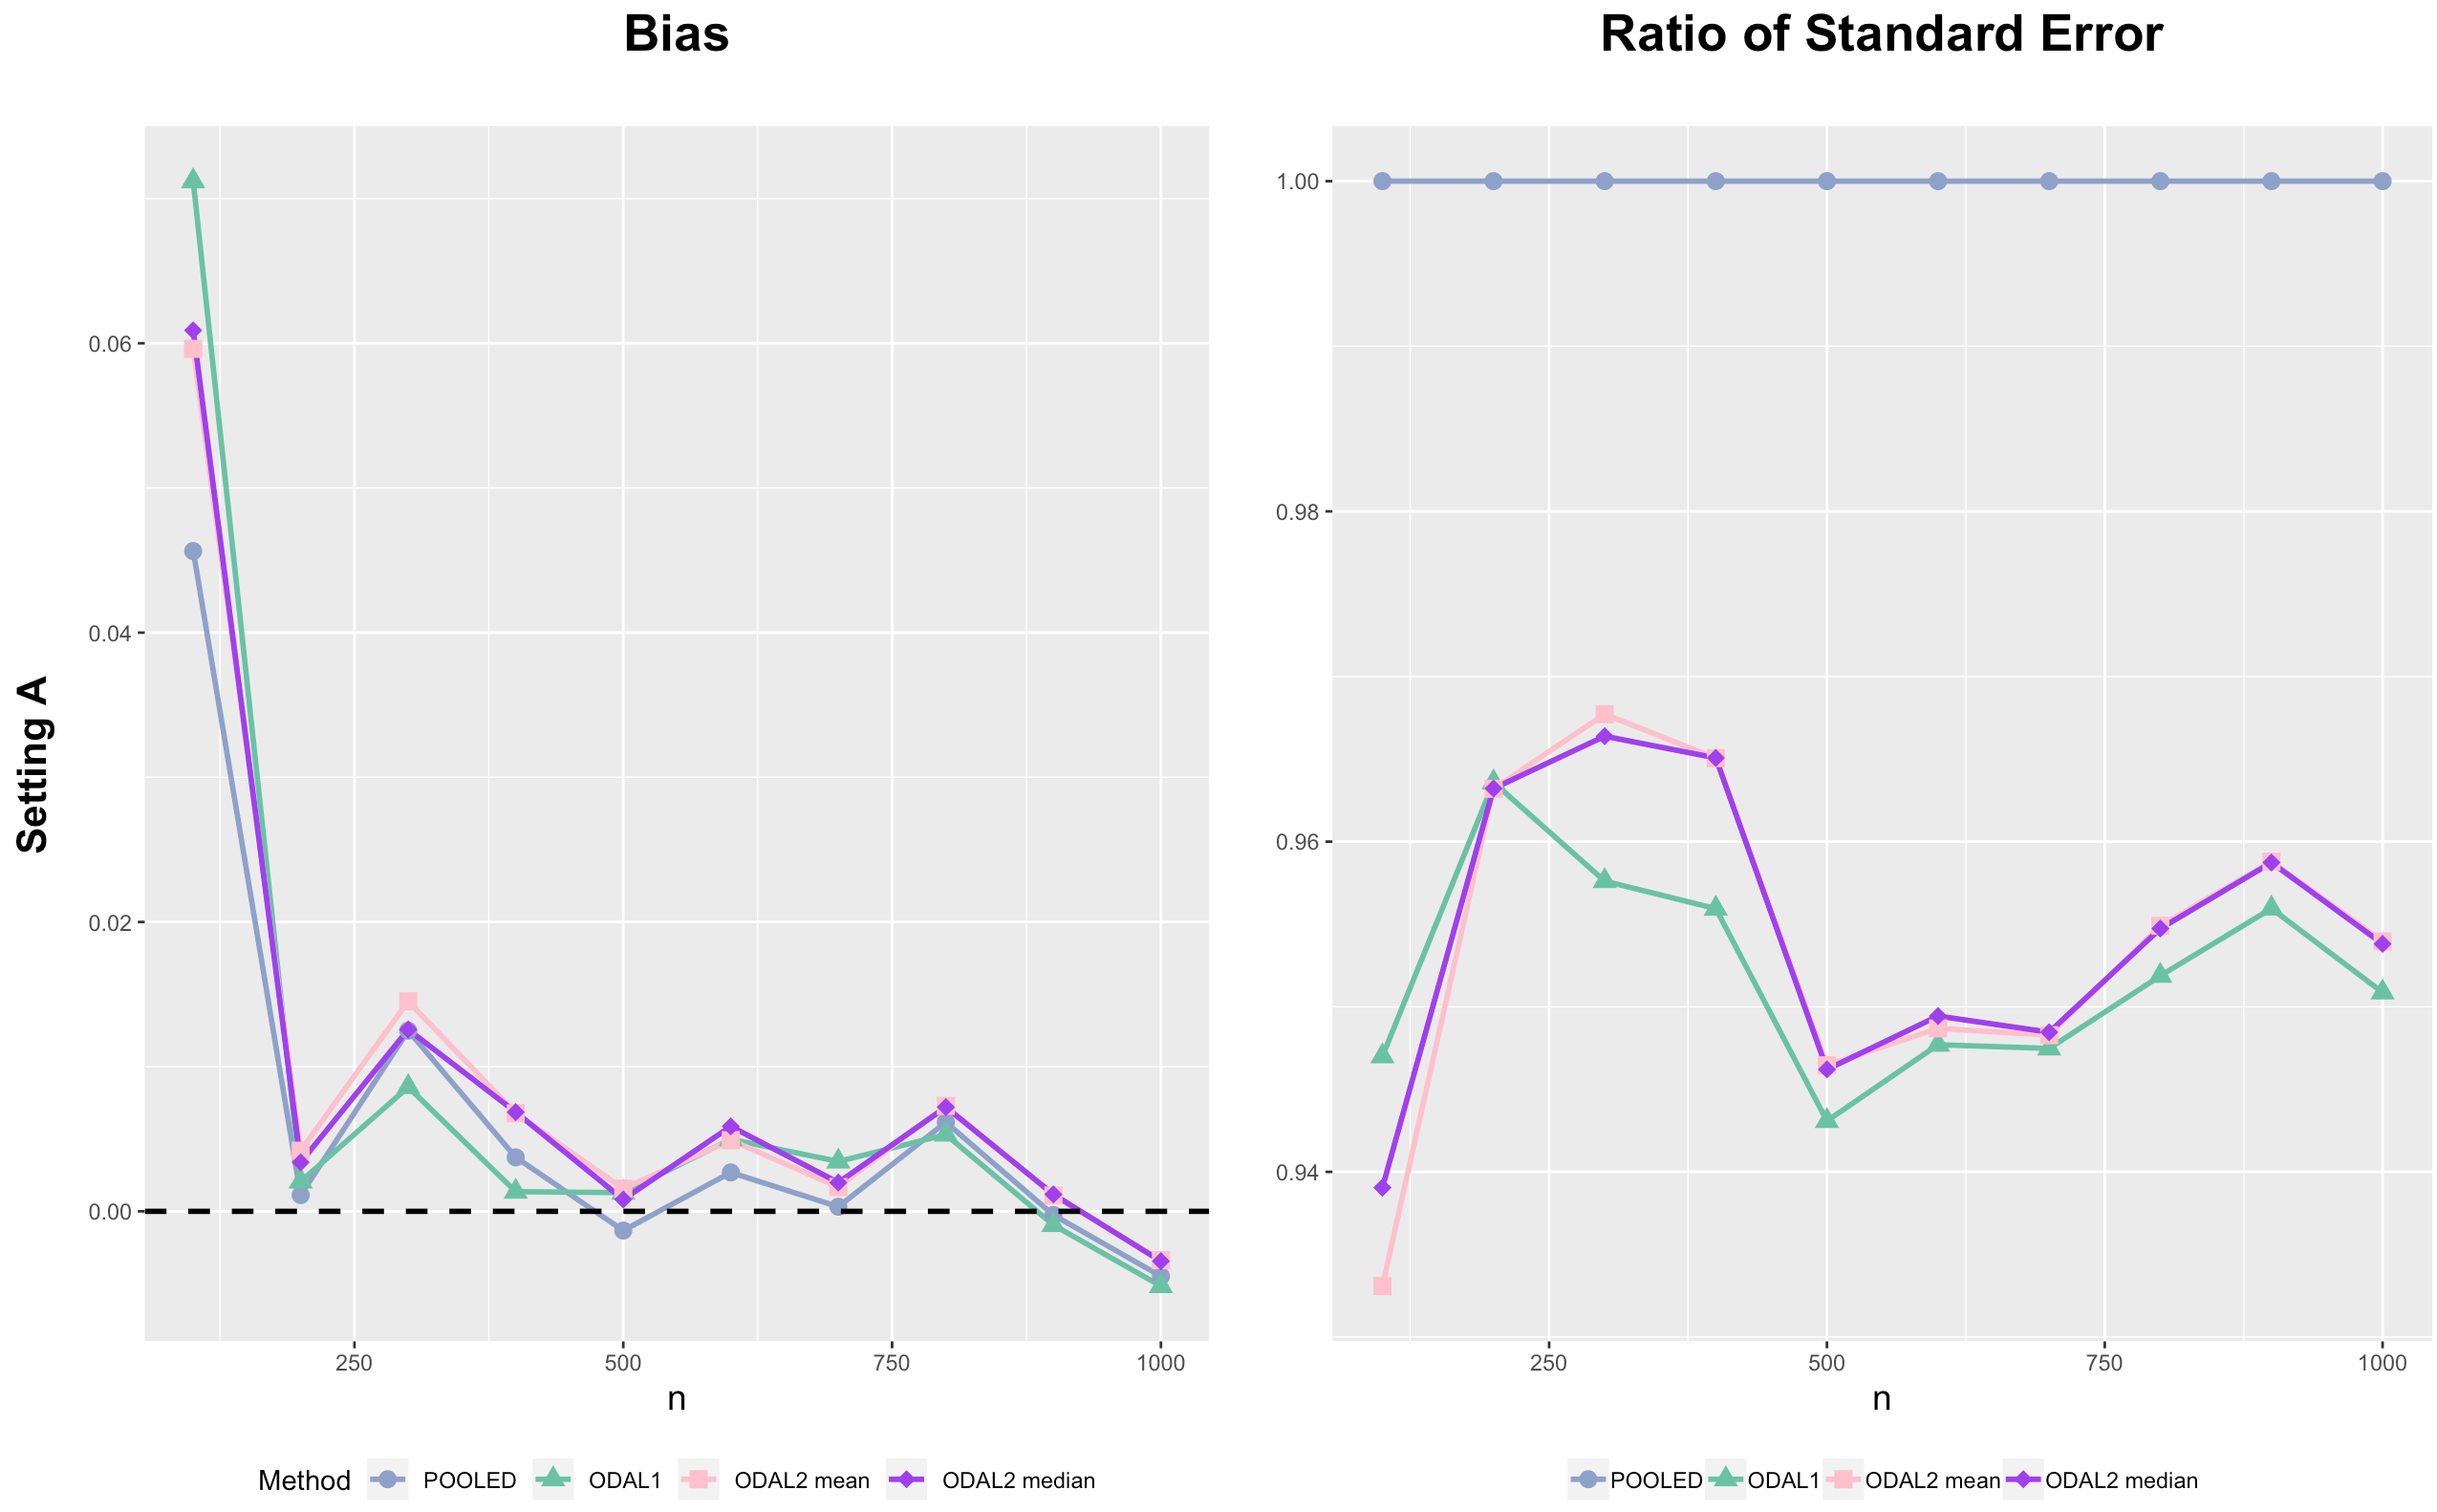 Bias
Ratio of Standard Error
Setting A
0.06
0.04
0.02
0.00
250 500 750 1000
n
1.00
0.98
0.96
0.94
250 500 750 1000
n
Method POOLED ODAL1 ODAL2 mean ODAL2 median
POOLED ODAL1 ODAL2 mean ODAL2 median